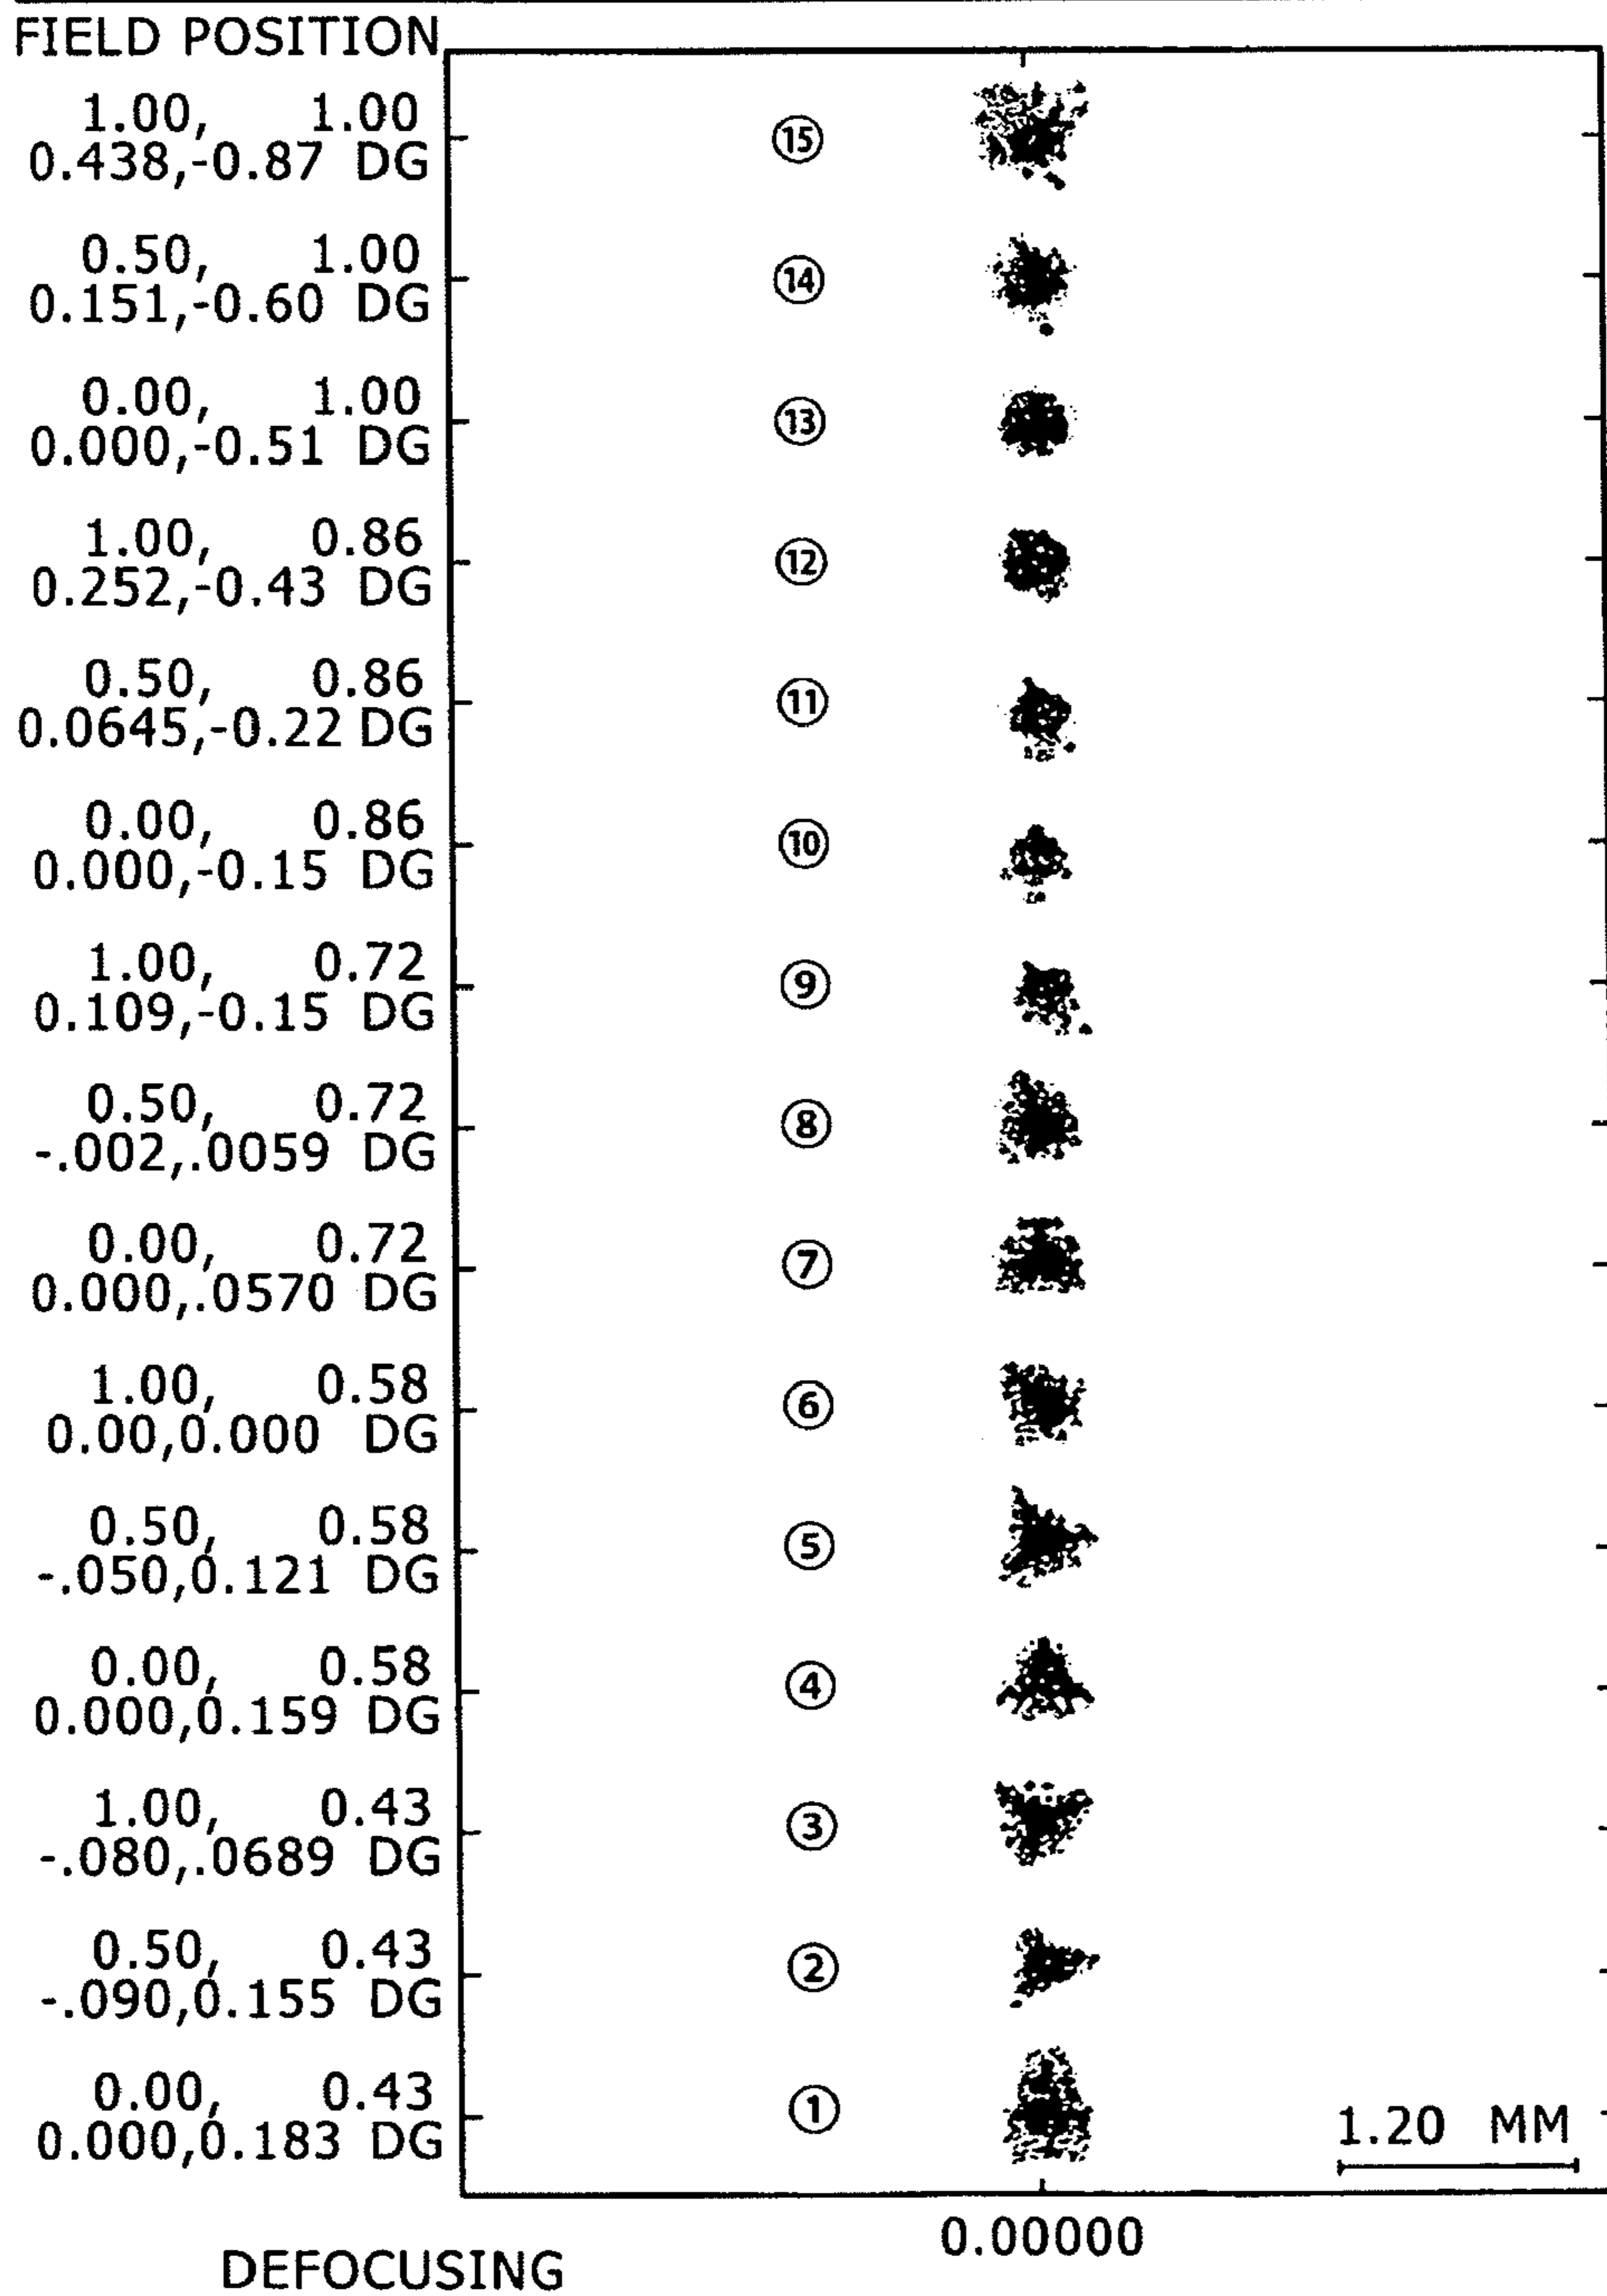 FIELD POSITION
1.00, 1.00
0.438,-0.87 DG
⑮
0.50, 1.00
0.151,-0.60 DG
⑭
0.00, 1.00
0.000,-0.51 DG
⑬
1.00, 0.86
0.252,-0.43 DG
⑫
0.50, 0.86
0.0645,-0.22 DG
⑪
0.00, 0.86
0.000,-0.15 DG
⑩
1.00, 0.72
0.109,-0.15 DG
⑨
0.50, 0.72
-.002,.0059 DG
⑧
0.00, 0.72
0.000,.0570 DG
⑦
1.00, 0.58
0.00,0.000 DG
⑥
0.50, 0.58
-.050,0.121 DG
⑤
0.00, 0.58
0.000,0.159 DG
④
1.00, 0.43
-.080,.0689 DG
③
0.50, 0.43
-.090,0.155 DG
②
0.00, 0.43
0.000,0.183 DG
①
1.20 MM
0.00000
DEFOCUSING